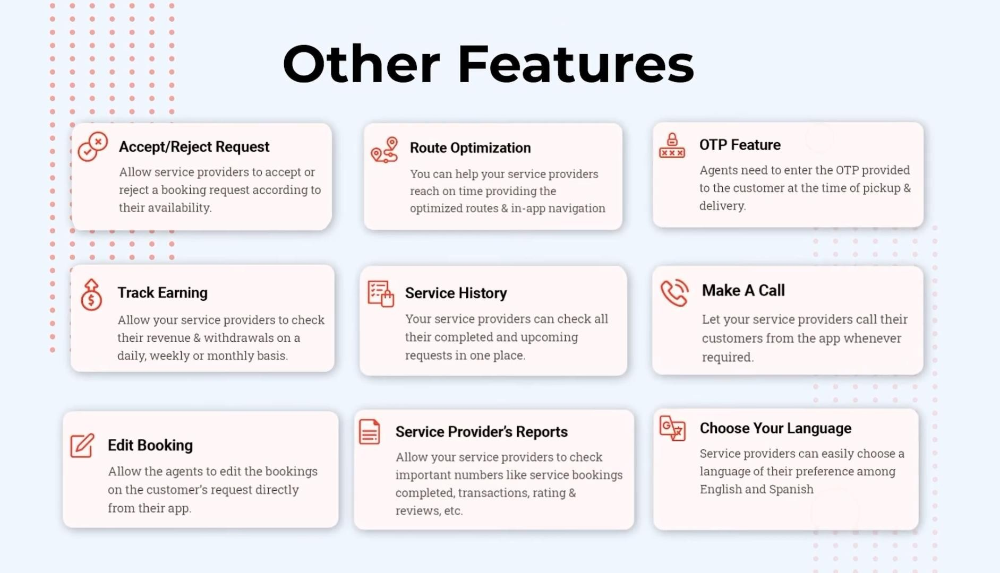 Other Features
Accept/Reject Request
Allow service providers to accept or
reject a booking request according to
their availability.
Route Optimization
You can help your service providers
reach on time providing the
optimized routes & in-app navigation
OTP Feature
Agents need to enter the OTP provided
to the customer at the time of pickup &
delivery.
Track Earning
Allow your service providers to check
their revenue & withdrawals on a
daily, weekly or monthly basis.
Service History
Your service providers can check all
their completed and upcoming
requests in one place.
Make A Call
Let your service providers call their
customers from the app whenever
required.
Edit Booking
Allow the agents to edit the bookings
on the customer’s request directly
from their app.
Service Provider’s Reports
Allow your service providers to check
important numbers like service bookings
completed, transactions, rating &
reviews, etc.
Choose Your Language
Service providers can easily choose a
language of their preference among
English and Spanish